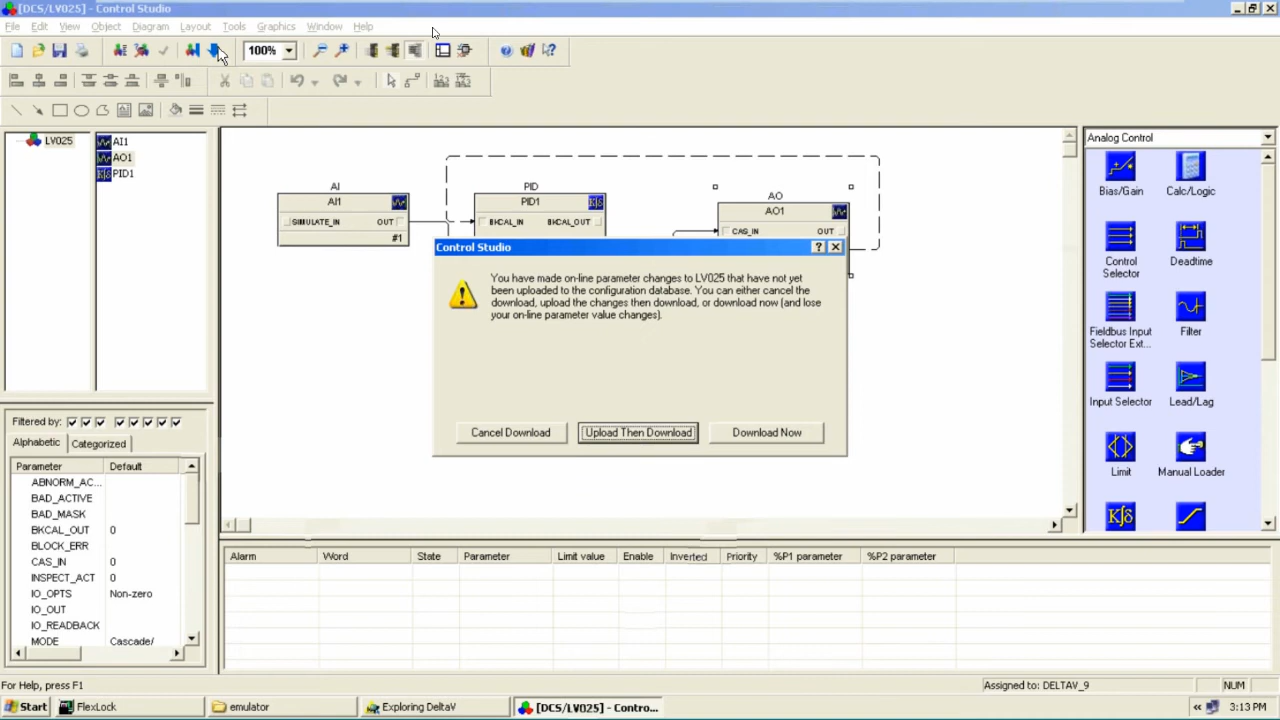 [DCS/LV025] - Control Studio
File Edit View Object Diagram Layout Tools Graphics Window Help
100%
LV025
AI1
AO1
PID1
Analog Control
Bias/Gain
Calc/Logic
Control
Selector
Deadtime
Fieldbus Input
Selector Ext...
Filter
Input Selector
Lead/Lag
Limit
Manual Loader
AI
AI1
SIMULATE_IN OUT
#1
PID
PID1
BKCAL_IN BKCAL_OUT
AO
AO1
CAS_IN OUT
Control Studio
You have made on-line parameter changes to LV025 that have not yet
been uploaded to the configuration database. You can either cancel the
download, upload the changes then download, or download now (and lose
your on-line parameter value changes).
Cancel Download Upload Then Download Download Now
Filtered by:
Alphabetic Categorized
Parameter Default
ABNORM_AC...
BAD_ACTIVE
BAD_MASK
BKCAL_OUT 0
BLOCK_ERR
CAS_IN 0
INSPECT_ACT 0
IO_OPTS Non-zero
IO_OUT
IO_READBACK
MODE Cascade/
Alarm Word State Parameter Limit value Enable Inverted Priority %P1 parameter %P2 parameter
For Help, press F1
Assigned to: DELTAV_9
NUM
Start FlexLock emulator Exploring DeltaV [DCS/LV025] - Contro...
3:13 PM